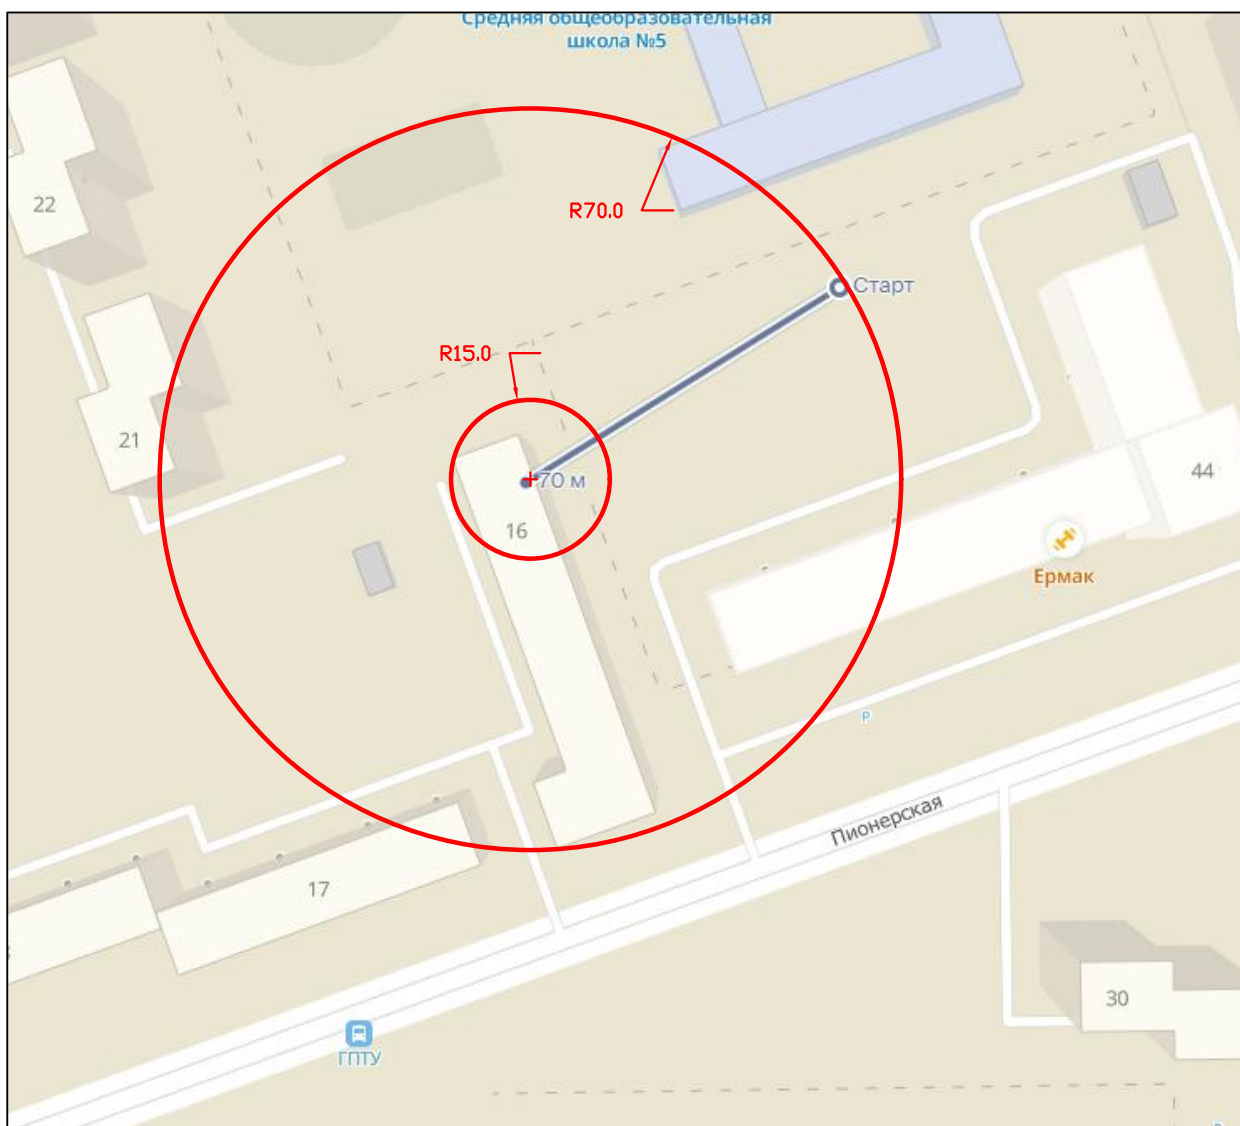 Средняя общеобразовательная
школа №5
22
R70.0
Старт
R15.0
21
70 м
44
16
Ермак
P
Пионерская
17
30
ГПТУ